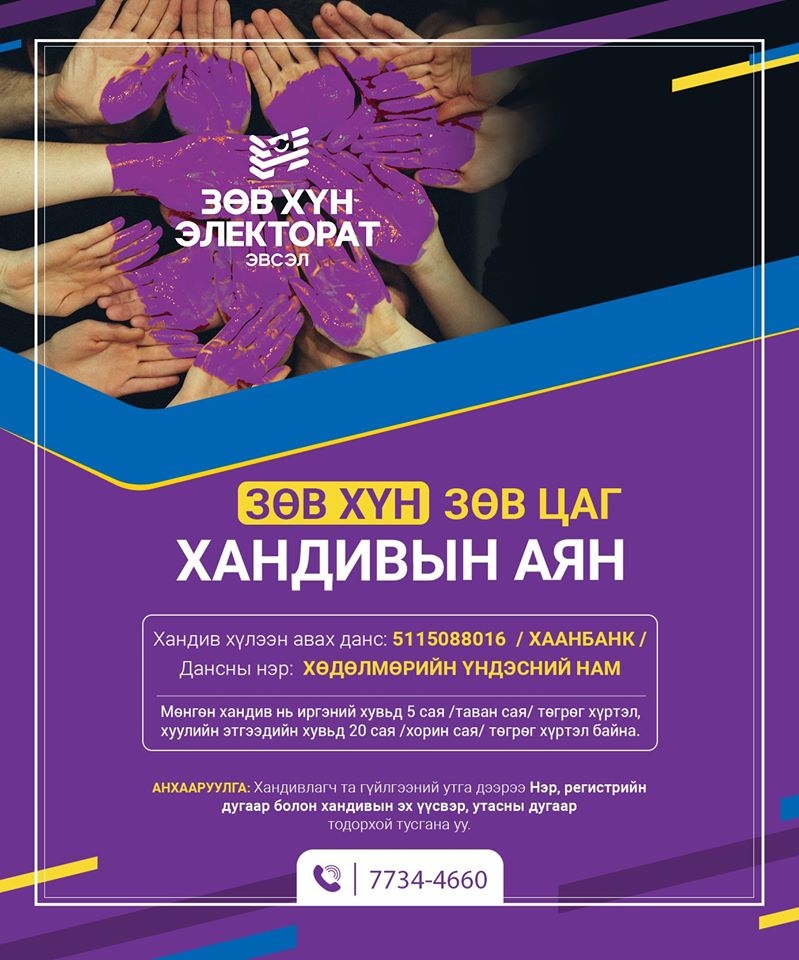 ЗӨВ ХҮН
ЭЛЕКТОРАТ
ЭВСЭЛ
ЗӨВ ХҮН ЗӨВ ЦАГ
ХАНДИВЫН АЯН
Хандив хүлээн авах данс: 5115088016 / ХААНБАНК /
Дансны нэр: ХӨДӨЛМӨРИЙН ҮНДЭСНИЙ НАМ
Мөнгөн хандив нь иргэний хувьд 5 сая /таван сая/ төгрөг хүртэл,
хуулийн этгээдийн хувьд 20 сая /хорин сая/ төгрөг хүртэл байна.
АНХААРУУЛГА: Хандивлагч та гүйлгээний утга дээрээ Нэр, регистрийн
дугаар болон хандивын эх үүсвэр, утасны дугаар
тодорхой тусгана уу.
7734-4660